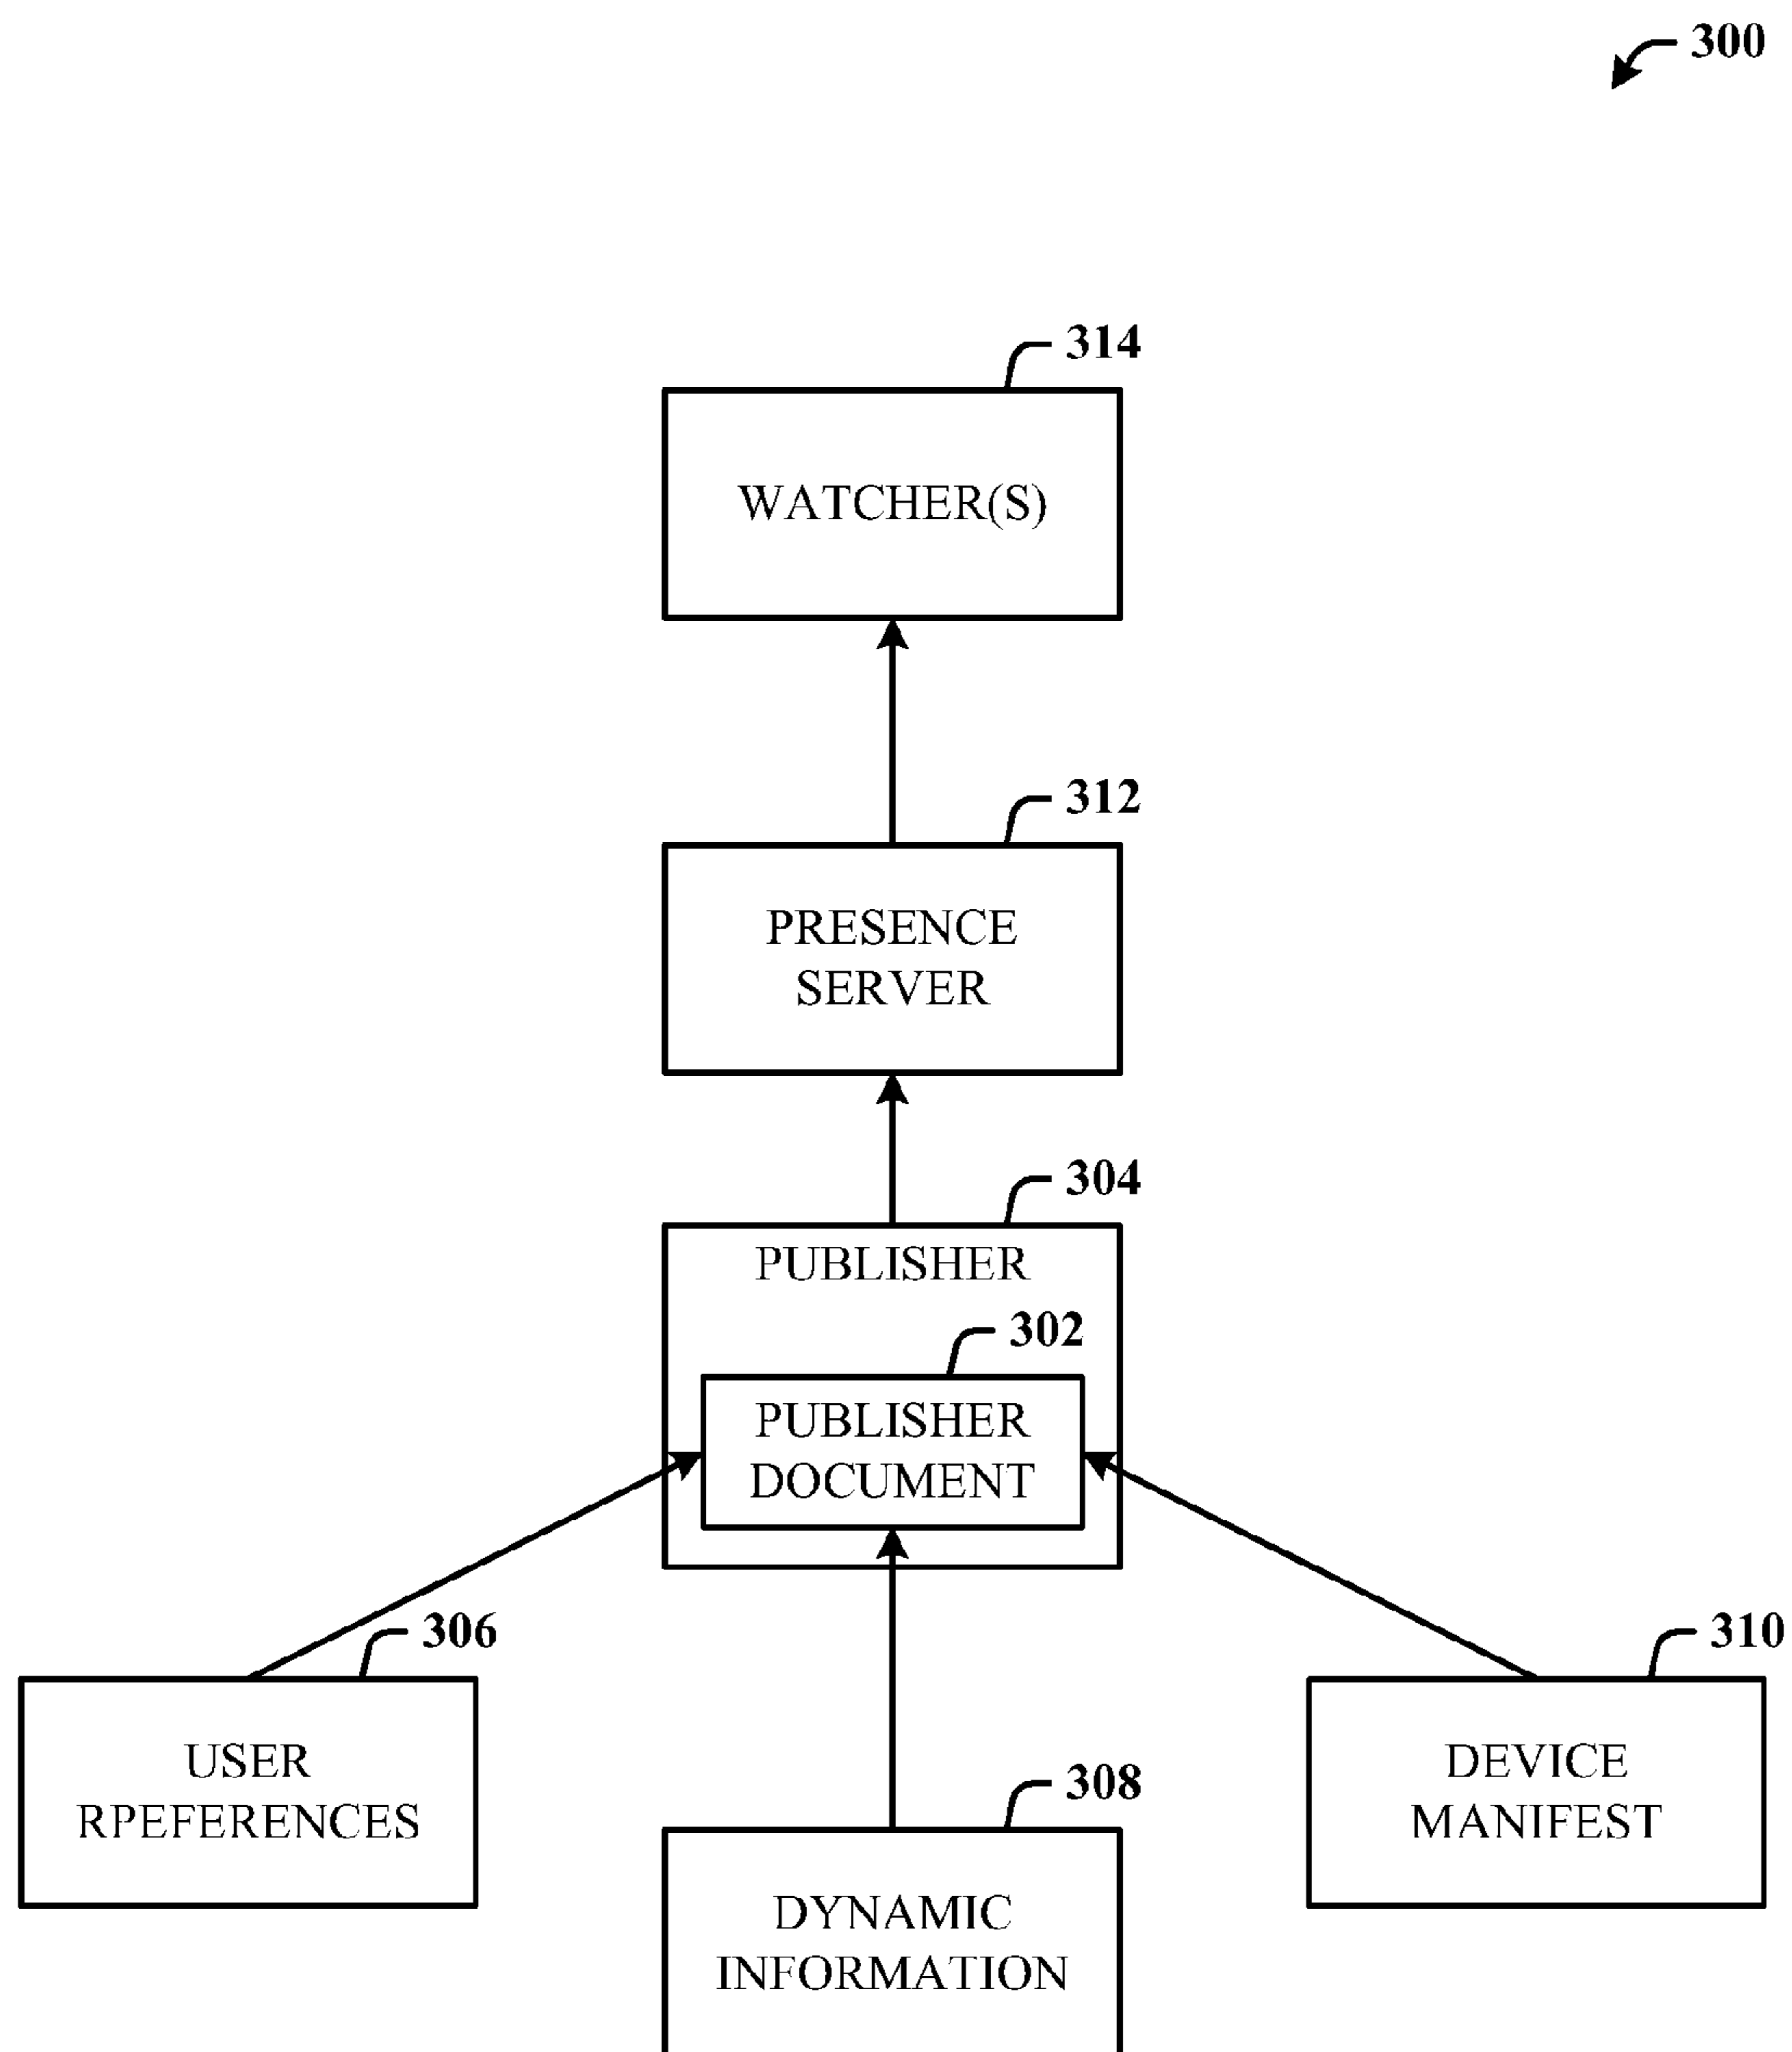 300
314
WATCHER(S)
312
PRESENCE
SERVER
304
PUBLISHER
302
PUBLISHER
DOCUMENT
306
USER
RPEFERENCES
308
DYNAMIC
INFORMATION
310
DEVICE
MANIFEST